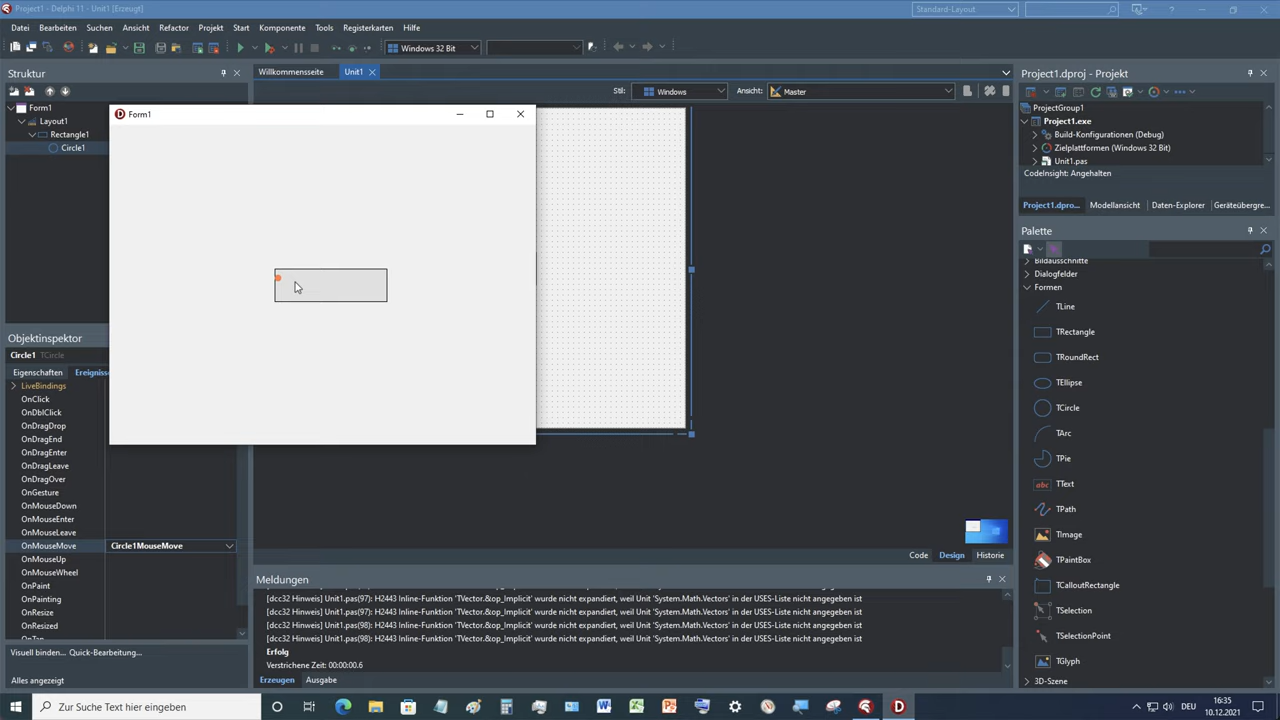 Project1 - Delphi 11 - Unit1 [Erzeugt]
Standard-Layout
Datei Bearbeiten Suchen Ansicht Refactor Projekt Start Komponente Tools Registerkarten Hilfe
Windows 32 Bit
Struktur
Form1
Layout1
Rectangle1
Circle1
Form1
Willkommensseite Unit1
Stil: Windows Ansicht: Master
Objektinspektor
Circle1 TCircle
Eigenschaften
LiveBindings
OnClick
OnDblClick
OnDragDrop
OnDragEnd
OnDragEnter
OnDragLeave
OnDragOver
OnGesture
OnMouseDown
OnMouseEnter
OnMouseLeave
OnMouseMove Circle1MouseMove
OnMouseUp
OnMouseWheel
OnPaint
OnPainting
OnResize
OnResized
Visuell binden... Quick-Bearbeitung...
Alles angezeigt
Code Design Historie
Meldungen
[dcc32 Hinweis] Unit1.pas(97): H2443 Inline-Funktion 'TVector.&op_Implicit' wurde nicht expandiert, weil Unit 'System.Math.Vectors' in der USES-Liste nicht angegeben ist
[dcc32 Hinweis] Unit1.pas(97): H2443 Inline-Funktion 'TVector.&op_Implicit' wurde nicht expandiert, weil Unit 'System.Math.Vectors' in der USES-Liste nicht angegeben ist
[dcc32 Hinweis] Unit1.pas(98): H2443 Inline-Funktion 'TVector.&op_Implicit' wurde nicht expandiert, weil Unit 'System.Math.Vectors' in der USES-Liste nicht angegeben ist
[dcc32 Hinweis] Unit1.pas(98): H2443 Inline-Funktion 'TVector.&op_Implicit' wurde nicht expandiert, weil Unit 'System.Math.Vectors' in der USES-Liste nicht angegeben ist
Erfolg
Verstrichene Zeit: 00:00:00.6
Erzeugen Ausgabe
Project1.dproj - Projekt
ProjectGroup1
Project1.exe
Build-Konfigurationen (Debug)
Zielplattformen (Windows 32 Bit)
Unit1.pas
CodeInsight: Angehalten
Project1.dpro... Modellansicht Daten-Explorer Geräteübergre...
Palette
Bildausschnitte
Dialogfelder
Formen
TLine
TRectangle
TRoundRect
TEllipse
TCircle
TArc
TPie
abc TText
TPath
TImage
TPaintBox
TCalloutRectangle
TSelection
TSelectionPoint
TGlyph
3D-Szene
Zur Suche Text hier eingeben
DEU
16:35
10.12.2021